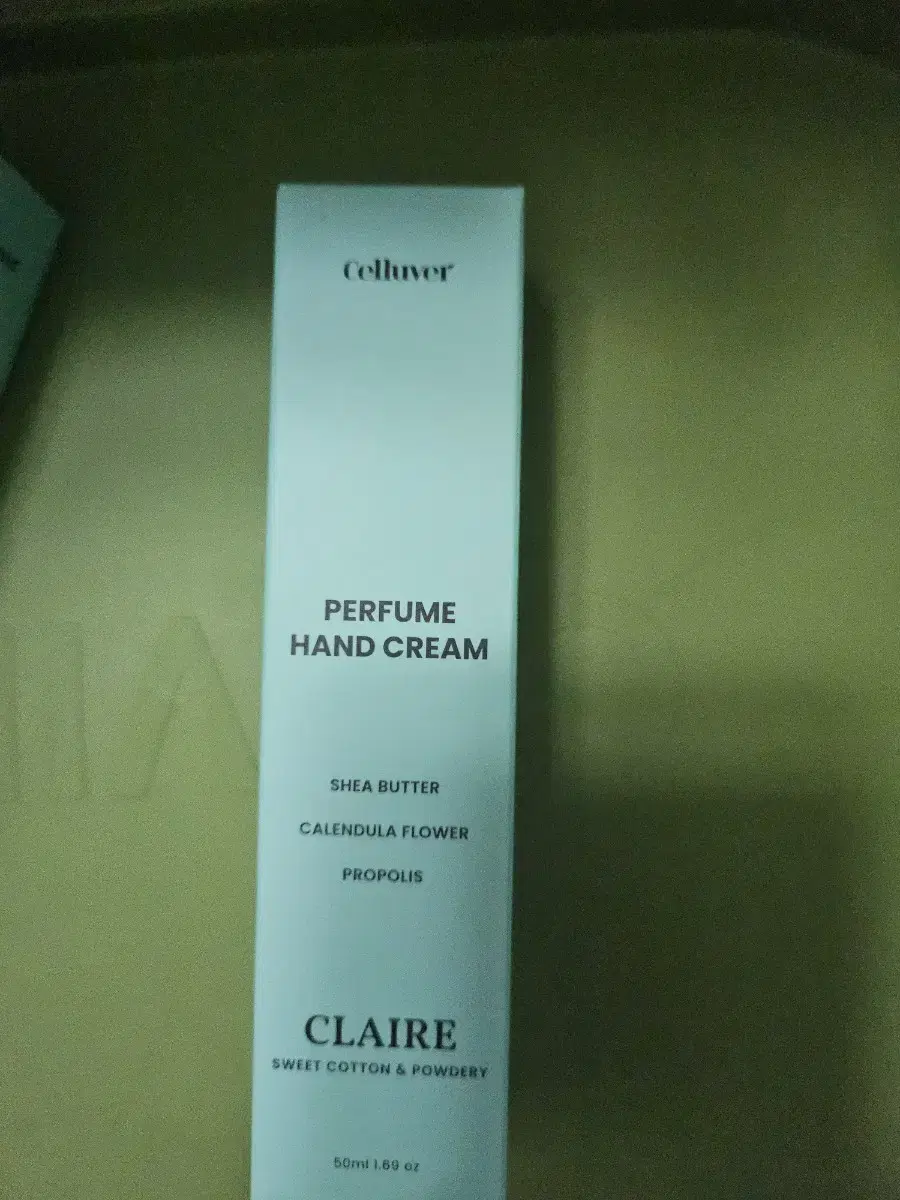 Celluver
PERFUME
HAND CREAM
SHEA BUTTER
CALENDULA FLOWER
PROPOLIS
CLAIRE
SWEET COTTON & POWDERY
50ml 1.69 oz